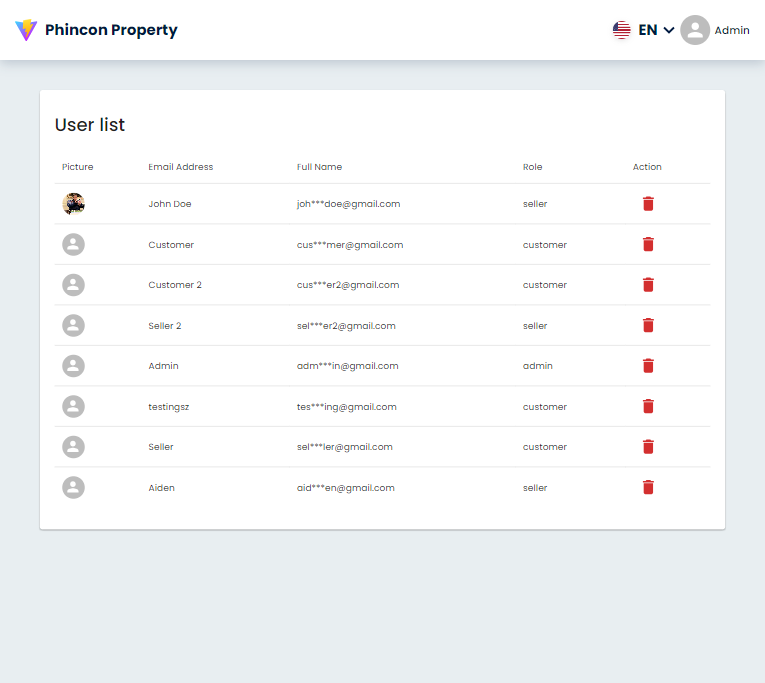 Phincon Property EN Admin
User list
Picture Email Address Full Name Role Action
John Doe joh***doe@gmail.com seller
Customer cus***mer@gmail.com customer
Customer 2 cus***er2@gmail.com customer
Seller 2 sel***er2@gmail.com seller
Admin adm***in@gmail.com admin
testingsz tes***ing@gmail.com customer
Seller sel***ler@gmail.com customer
Aiden aid***en@gmail.com seller